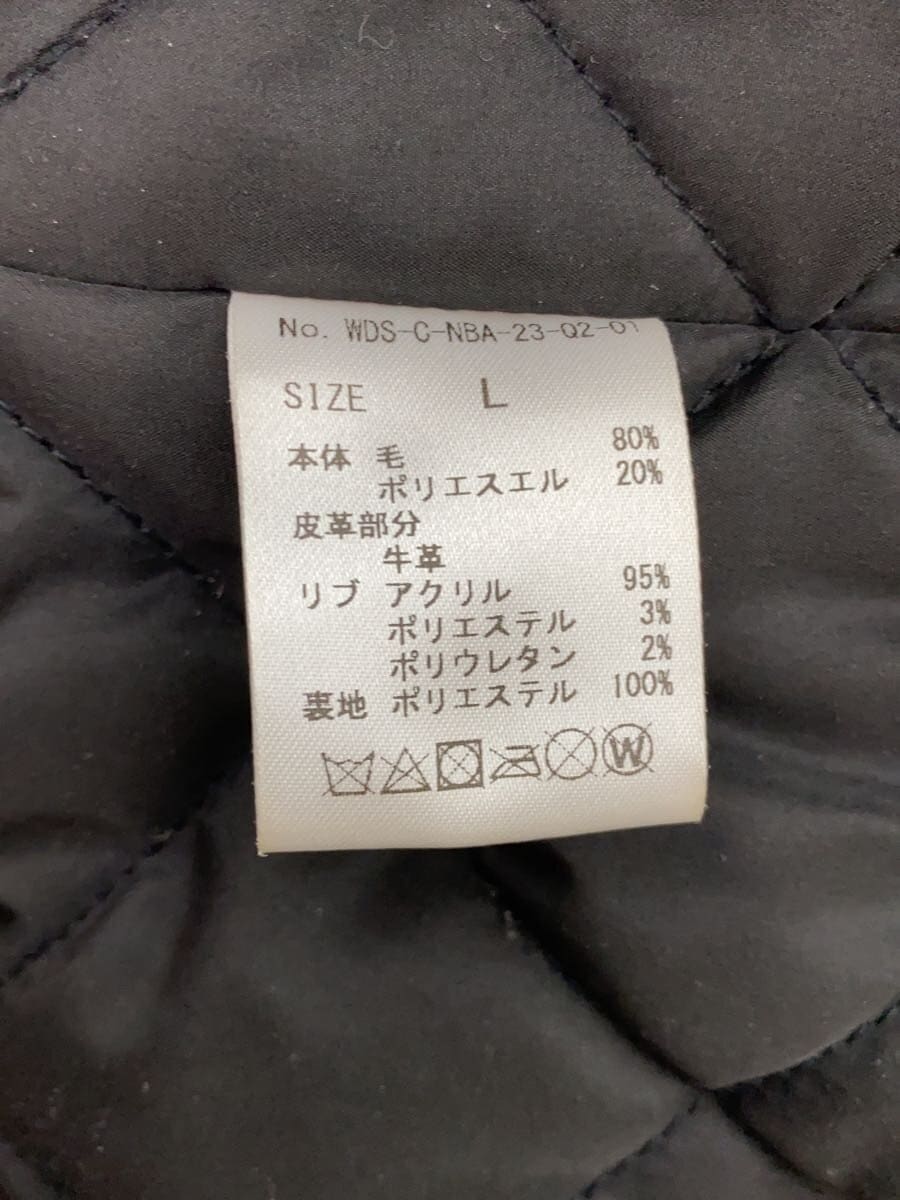 No. WDS-C-NBA-23-Q2-01
SIZE L
本体 毛 80%
ポリエスエル 20%
皮革部分
牛革
リブ アクリル 95%
ポリエステル 3%
ポリウレタン 2%
裏地 ポリエステル 100%
W